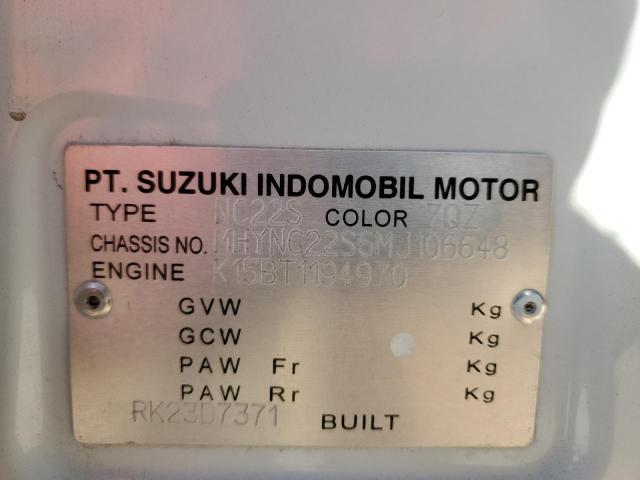 PT. SUZUKI INDOMOBIL MOTOR
TYPE NC22S COLOR ZQZ
CHASSIS NO. MHYNC22S6MJ106648
ENGINE K15BT1194970
GVW Kg
GCW Kg
PAW Fr Kg
PAW Rr Kg
RK23D7371 BUILT